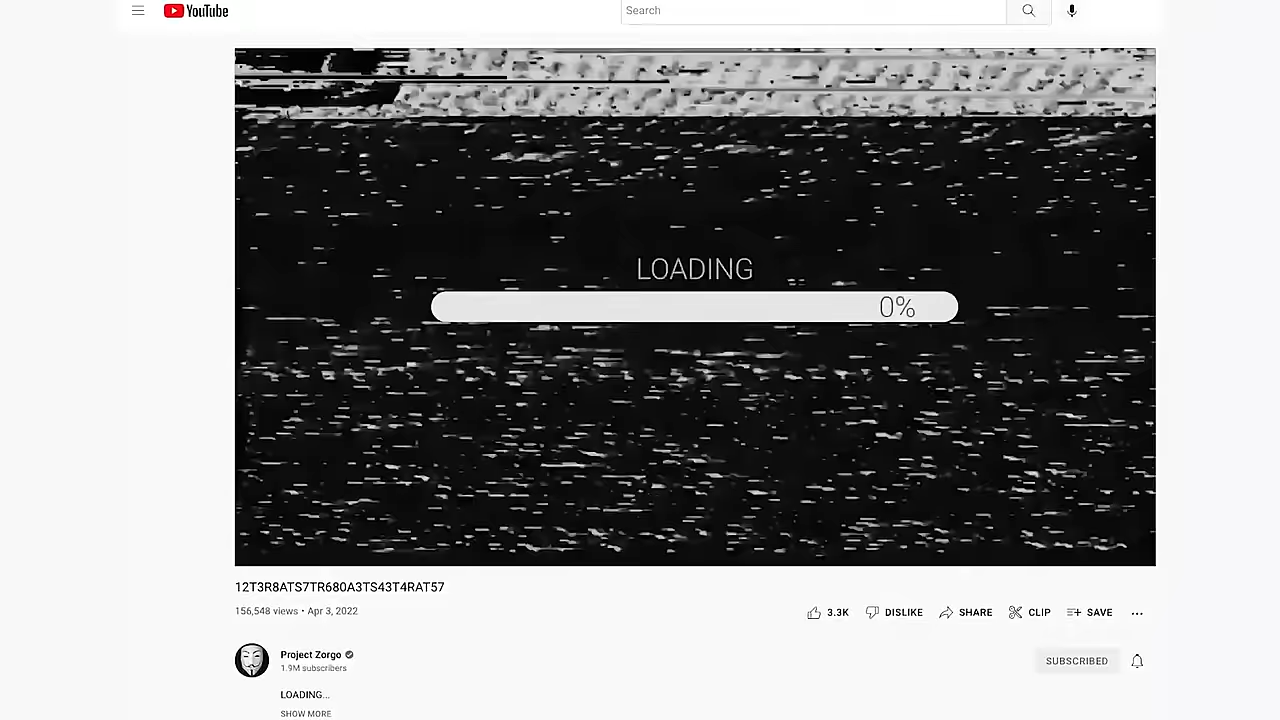 YouTube
Search
LOADING
0%
12T3R8ATS7TR680A3TS43T4RAT57
156,548 views • Apr 3, 2022
3.3K DISLIKE SHARE CLIP SAVE ...
Project Zorgo
1.9M subscribers
SUBSCRIBED
LOADING...
SHOW MORE